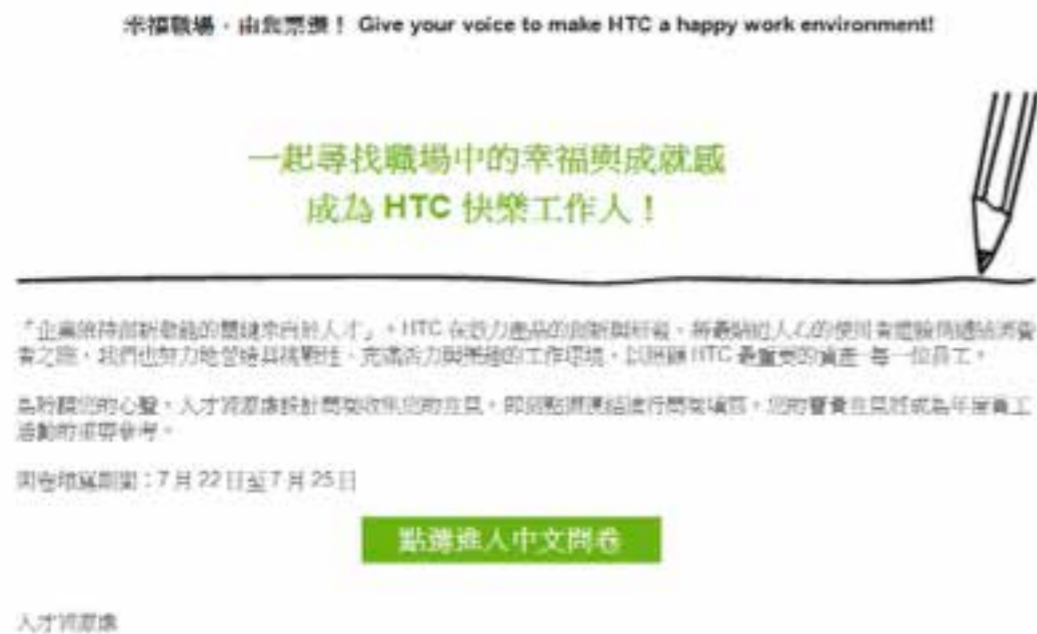 幸福職場，由您票選！ Give your voice to make HTC a happy work environment!
一起尋找職場中的幸福與成就感
成為 HTC 快樂工作人！
「企業維持創新動能的關鍵來自於人才」。HTC 在致力產品的創新與研發、將最貼近人心的使用者體驗傳遞給消費
者之際，我們也努力地營造具挑戰性、充滿活力與樂趣的工作環境，以照顧 HTC 最重要的資產 每一位員工。
為聆聽您的心聲，人才資源處設計問卷收集您的意見，即刻點選連結進行問卷填寫，您的寶貴意見將成為年度員工
活動的重要參考。
問卷填寫期間：7 月 22 日至 7 月 25 日
點選進入中文問卷
人才資源處